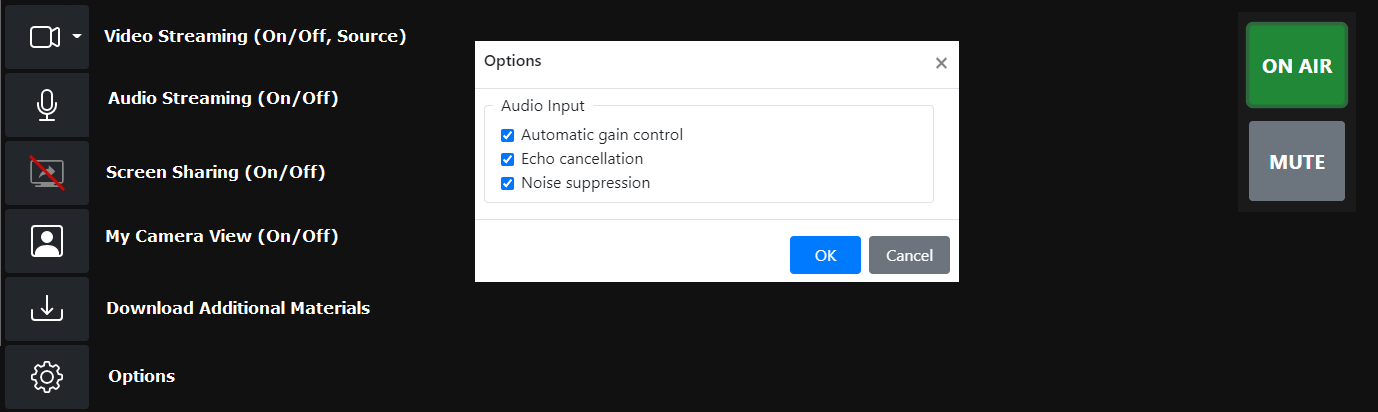 Video Streaming (On/Off, Source)
Audio Streaming (On/Off)
Screen Sharing (On/Off)
My Camera View (On/Off)
Download Additional Materials
Options
Options
×
Audio Input
Automatic gain control
Echo cancellation
Noise suppression
OK
Cancel
ON AIR
MUTE